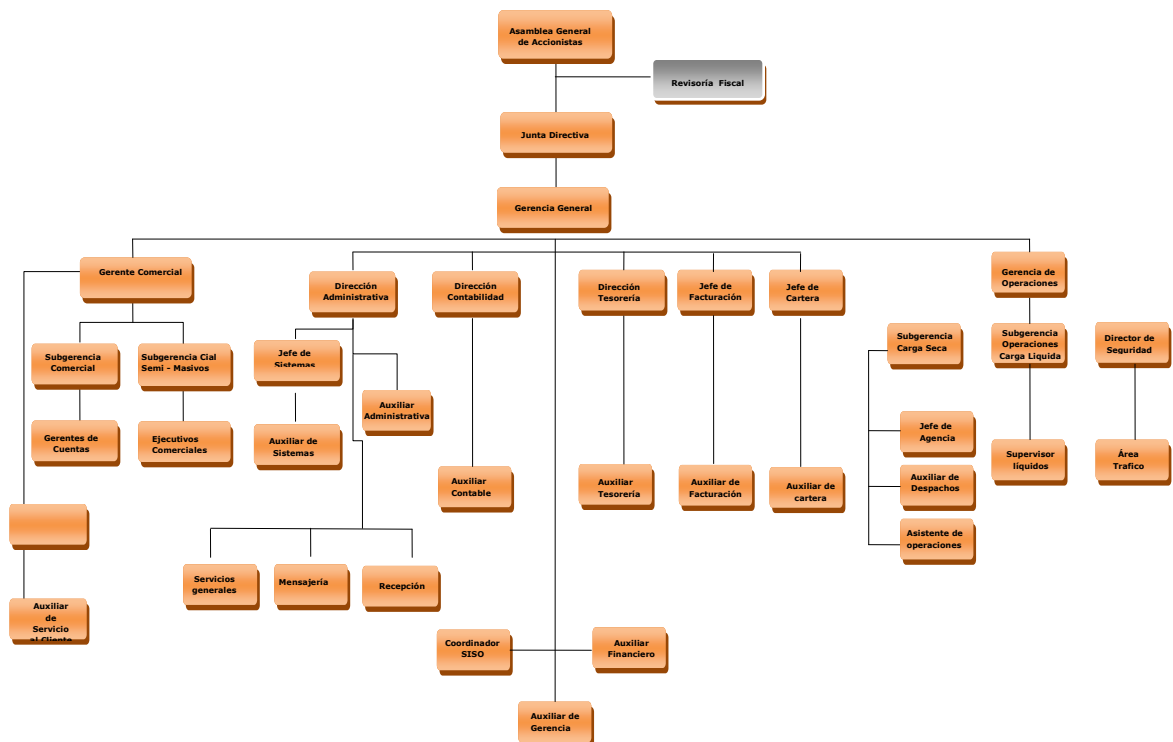 Asamblea General
de Accionistas
Revisoría Fiscal
Junta Directiva
Gerencia General
Gerente Comercial
Dirección
Administrativa
Dirección
Contabilidad
Dirección
Tesorería
Jefe de
Facturación
Jefe de
Cartera
Gerencia de
Operaciones
Subgerencia
Comercial
Subgerencia Cial
Semi - Masivos
Jefe de
Sistemas
Auxiliar
Administrativa
Subgerencia
Carga Seca
Subgerencia
Operaciones
Carga Liquida
Director de
Seguridad
Gerentes de
Cuentas
Ejecutivos
Comerciales
Auxiliar de
Sistemas
Auxiliar
Contable
Auxiliar
Tesorería
Auxiliar de
Facturación
Auxiliar de
cartera
Jefe de
Agencia
Supervisor
líquidos
Área
Trafico
Auxiliar de
Despachos
Asistente de
operaciones
Servicios
generales
Mensajería
Recepción
Auxiliar
de
Servicio
al Cliente
Coordinador
SISO
Auxiliar
Financiero
Auxiliar de
Gerencia